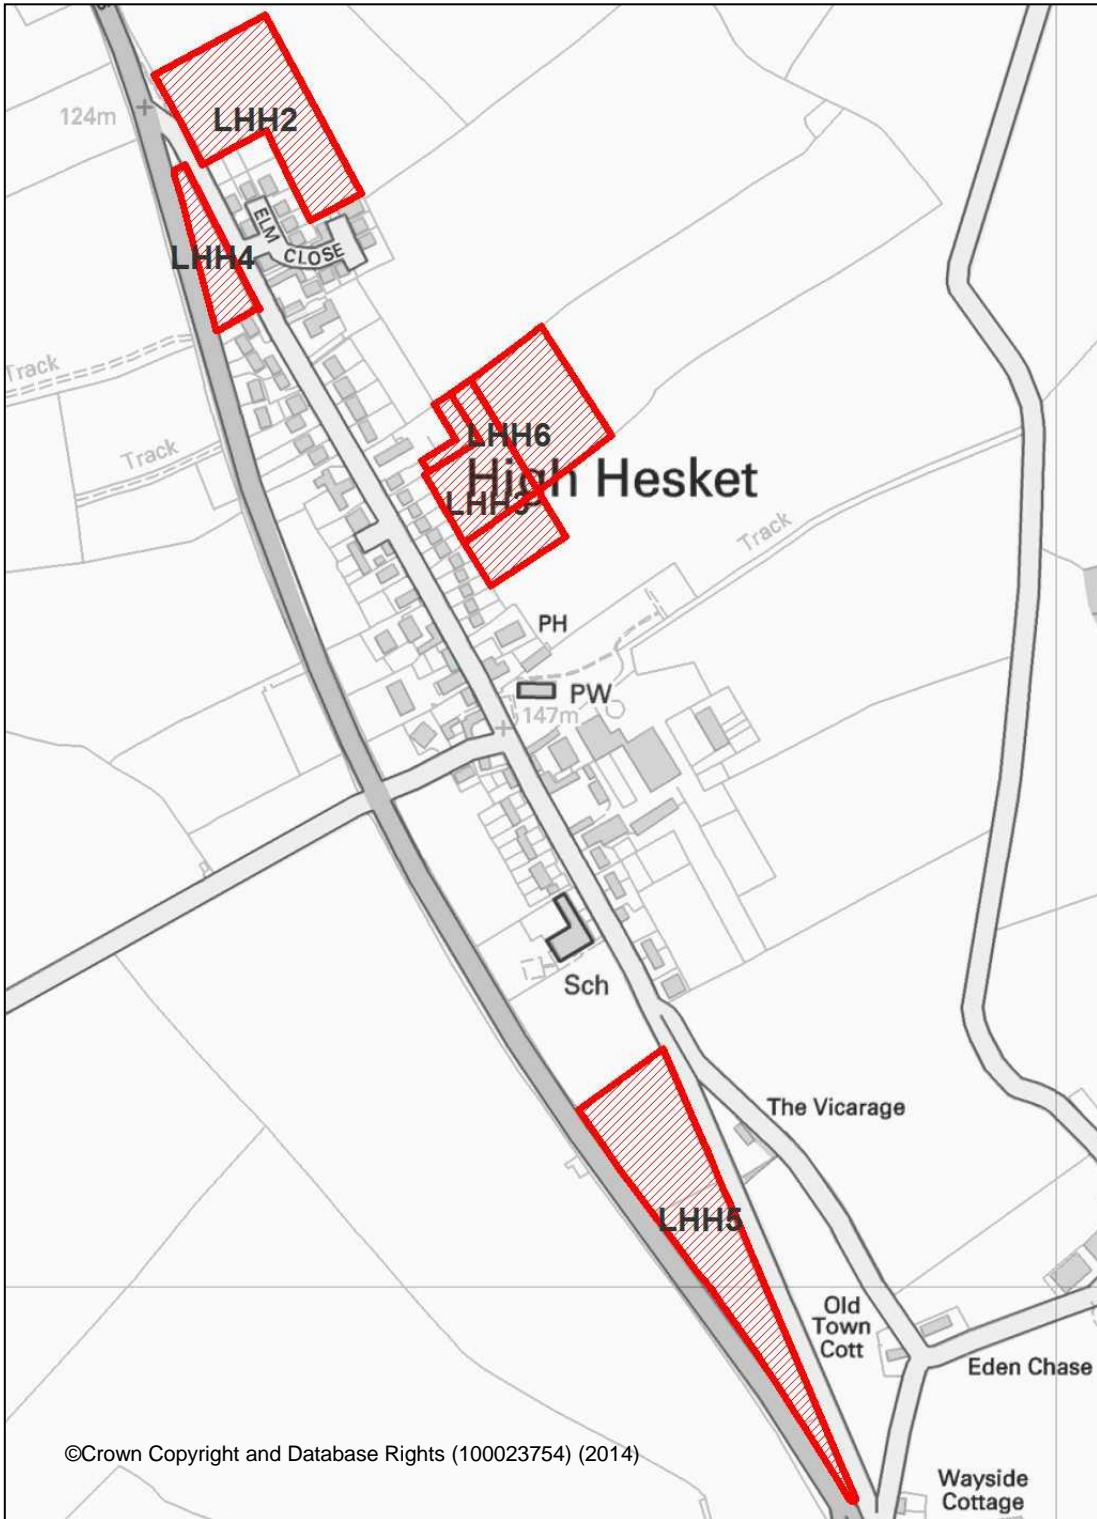 124m
LHH2
ELM
CLOSE
LHH4
Track
Track
LHH6
High Hesket
Track
PH
PW
147m
Sch
The Vicarage
LHH5
Old
Town
Cott
Eden Chase
©Crown Copyright and Database Rights (100023754) (2014)
Wayside
Cottage